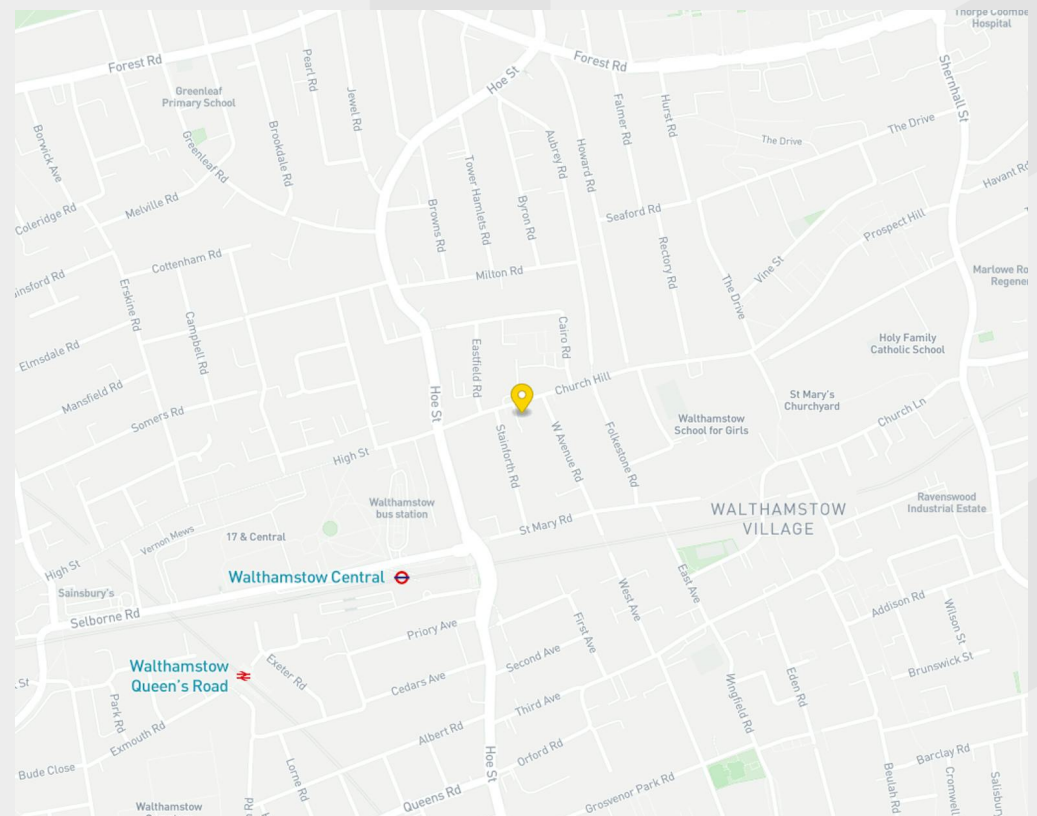 Thorpe Coombe
Hospital
Forest Rd
Hoe St
Forest Rd
Shernhall St
Pearl Rd
Greenleaf
Primary School
Jewel Rd
Falmer Rd
Hurst Rd
Borwick Ave
Greenleaf Rd
Brookdale Rd
Aubrey Rd
Howard Rd
The Drive
The Drive
Havant Rd
Tower Hamlets Rd
Coleridge Rd
Melville Rd
Browns Rd
Byron Rd
Seaford Rd
Prospect Hill
Cottenham Rd
Rectory Rd
Vine St
Milton Rd
Marlowe Ro
Regener
insford Rd
Erskine Rd
The Drive
Campbell Rd
Cairo Rd
Elmsdale Rd
Eastfield Rd
Holy Family
Catholic School
Mansfield Rd
Hoe St
Church Hill
St Mary's
Churchyard
Somers Rd
Church Ln
Walthamstow
School for Girls
Stainforth Rd
W Avenue Rd
Folkestone Rd
High St
Walthamstow
bus station
WALTHAMSTOW
VILLAGE
Ravenswood
Industrial Estate
St Mary Rd
Vernon Mews
17 & Central
High St
Walthamstow Central
Sainsbury's
East Ave
West Ave
Selborne Rd
Addison Rd
Wilson St
Priory Ave
First Ave
Second Ave
Brunswick St
Walthamstow
Queen's Road
Exeter Rd
Cedars Ave
St
Eden Rd
Wingfield Rd
Third Ave
Park Rd
Exmouth Rd
Albert Rd
Orford Rd
Barclay Rd
Hoe St
Bude Close
Lorne Rd
Grosvenor Park Rd
Beulah Rd
Cromwell
Salisbury
Queens Rd
Walthamstow